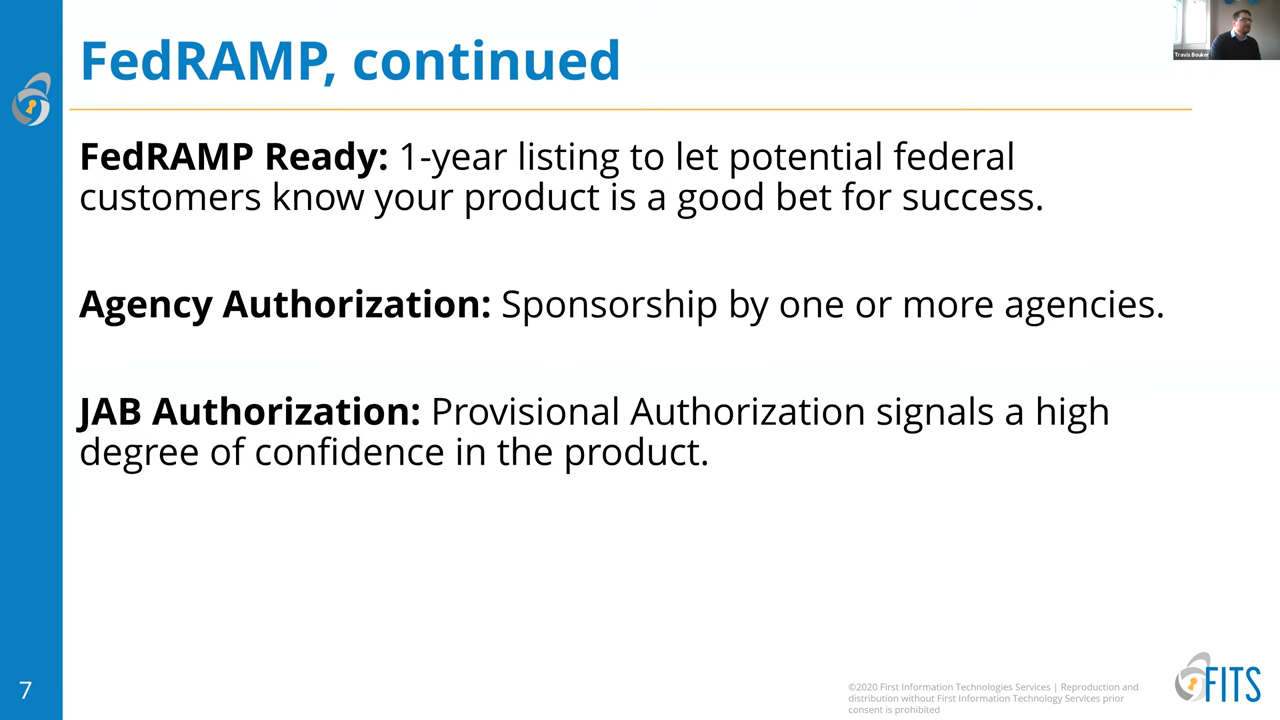 FedRAMP, continued
Travis Bouker
FedRAMP Ready: 1-year listing to let potential federal
customers know your product is a good bet for success.
Agency Authorization: Sponsorship by one or more agencies.
JAB Authorization: Provisional Authorization signals a high
degree of confidence in the product.
7
©2020 First Information Technologies Services | Reproduction and
distribution without First Information Technology Services prior
consent is prohibited
FITS